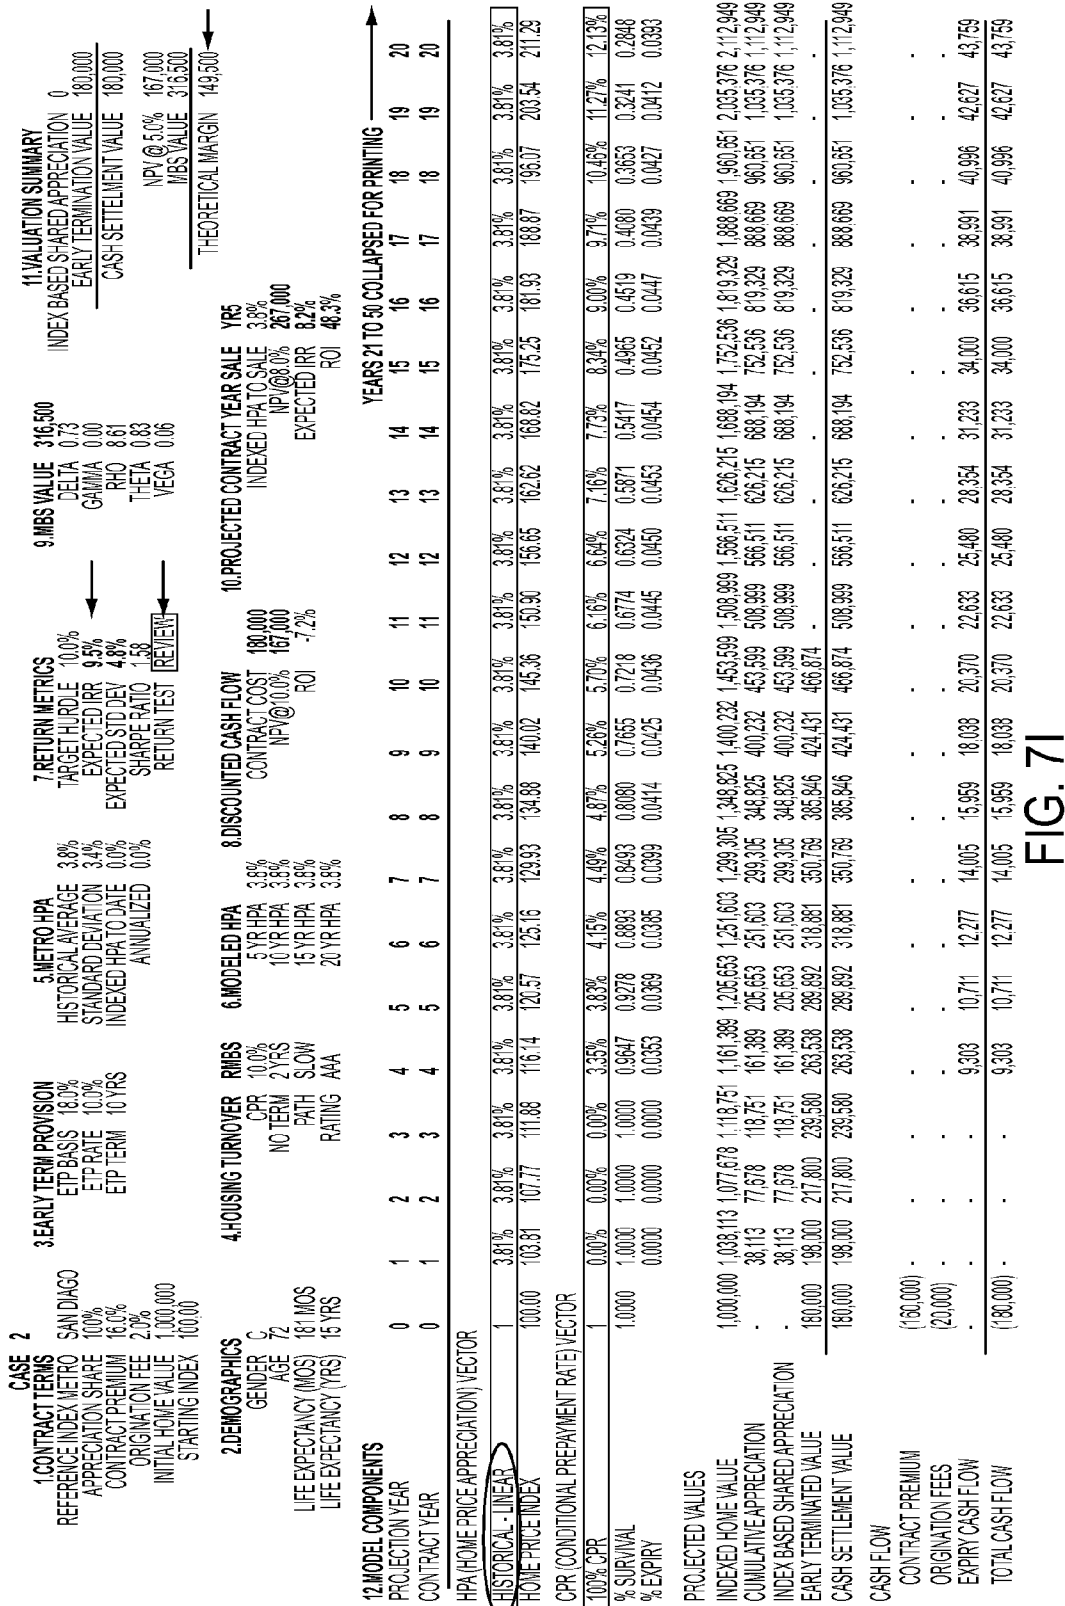 CASE 2
1.CONTRACT TERMS
REFERENCE INDEX METRO SAN DIAGO
APPRECIATION SHARE 100%
CONTRACT PREMIUM 16.0%
ORIGINATION FEE 2.0%
INITIAL HOME VALUE 1,000,000
STARTING INDEX 100.00
3.EARLY TERM PROVISION
ETP BASIS 18.0%
ETP RATE 10.0%
ETP TERM 10 YRS
5.METRO HPA
HISTORICAL AVERAGE 3.8%
STANDARD DEVIATION 3.4%
INDEXED HPA TO DATE 0.0%
ANNUALIZED 0.0%
7.RETURN METRICS
TARGET HURDLE 10.0%
EXPECTED IRR 9.5%
EXPECTED STD DEV 4.8%
SHARPE RATIO 1.58
RETURN TEST REVIEW
9.MBS VALUE 316,500
DELTA 0.73
GAMMA 0.00
RHO 8.61
THETA 0.83
VEGA 0.06
11.VALUATION SUMMARY
INDEX BASED SHARED APPRECIATION 0
EARLY TERMINATION VALUE 180,000
CASH SETTELMENT VALUE 180,000
NPV @ 5.0% 167,000
MBS VALUE 316,500
THEORETICAL MARGIN 149,500
2.DEMOGRAPHICS
GENDER C
AGE 72
LIFE EXPECTANCY (MOS) 181 MOS
LIFE EXPECTANCY (YRS) 15 YRS
4.HOUSING TURNOVER RMBS
CPR 10.0%
NO TERM 2 YRS
PATH SLOW
RATING AAA
6.MODELED HPA
5 YR HPA 3.8%
10 YR HPA 3.8%
15 YR HPA 3.8%
20 YR HPA 3.8%
8.DISCOUNTED CASH FLOW
CONTRACT COST 180,000
NPV@10.0% 167,000
ROI -7.2%
10.PROJECTED CONTRACT YEAR SALE YR5
INDEXED HPA TO SALE 3.8%
NPV@8.0% 267,000
EXPECTED IRR 8.2%
ROI 48.3%
YEARS 21 TO 50 COLLAPSED FOR PRINTING
12.MODEL COMPONENTS
PROJECTION YEAR 0 1 2 3 4 5 6 7 8 9 10 11 12 13 14 15 16 17 18 19 20
CONTRACT YEAR 0 1 2 3 4 5 6 7 8 9 10 11 12 13 14 15 16 17 18 19 20
HPA (HOME PRICE APPRECIATION) VECTOR
HISTORICAL - LINEAR 1 3.81% 3.81% 3.81% 3.81% 3.81% 3.81% 3.81% 3.81% 3.81% 3.81% 3.81% 3.81% 3.81% 3.81% 3.81% 3.81% 3.81% 3.81% 3.81% 3.81%
HOME PRICE INDEX 100.00 103.81 107.77 111.88 116.14 120.57 125.16 129.93 134.88 140.02 145.36 150.90 156.65 162.62 168.82 175.25 181.93 188.87 196.07 203.54 211.29
CPR (CONDITIONAL PREPAYMENT RATE) VECTOR
100% CPR 1 0.00% 0.00% 0.00% 3.35% 3.83% 4.15% 4.49% 4.87% 5.26% 5.70% 6.16% 6.64% 7.16% 7.73% 8.34% 9.00% 9.71% 10.46% 11.27% 12.13%
% SURVIVAL 1.0000 1.0000 1.0000 1.0000 0.9647 0.9278 0.8893 0.8493 0.8080 0.7655 0.7218 0.6774 0.6324 0.5871 0.5417 0.4965 0.4519 0.4080 0.3653 0.3241 0.2848
% EXPIRY 0.0000 0.0000 0.0000 0.0353 0.0369 0.0385 0.0399 0.0414 0.0425 0.0436 0.0445 0.0450 0.0453 0.0454 0.0452 0.0447 0.0439 0.0427 0.0412 0.0393
PROJECTED VALUES
INDEXED HOME VALUE 1,000,000 1,038,113 1,077,678 1,118,751 1,161,389 1,205,653 1,251,603 1,299,305 1,348,825 1,400,232 1,453,599 1,508,999 1,566,511 1,626,215 1,688,194 1,752,536 1,819,329 1,888,669 1,960,651 2,035,376 2,112,949
CUMULATIVE APPRECIATION - 38,113 77,678 118,751 161,389 205,653 251,603 299,305 348,825 400,232 453,599 508,999 566,511 626,215 688,194 752,536 819,329 888,669 960,651 1,035,376 1,112,949
INDEX BASED SHARED APPRECIATION - 38,113 77,678 118,751 161,389 205,653 251,603 299,305 348,825 400,232 453,599 508,999 566,511 626,215 688,194 752,536 819,329 888,669 960,651 1,035,376 1,112,949
EARLY TERMINATED VALUE 180,000 198,000 217,800 239,580 263,538 289,892 318,881 350,769 385,846 424,431 466,874 - - - - - - - - - -
CASH SETTLEMENT VALUE 180,000 198,000 217,800 239,580 263,538 289,892 318,881 350,769 385,846 424,431 466,874 508,999 566,511 626,215 688,194 752,536 819,329 888,669 960,651 1,035,376 1,112,949
CASH FLOW
CONTRACT PREMIUM (160,000) - - - - - - - - - - - - - - - - - - - -
ORIGINATION FEES (20,000) - - - - - - - - - - - - - - - - - - - -
EXPIRY CASH FLOW - - - 9,303 10,711 12,277 14,005 15,959 18,038 20,370 22,633 25,480 28,354 31,233 34,000 36,615 38,991 40,996 42,627 43,759
TOTAL CASH FLOW (180,000) - - - 9,303 10,711 12,277 14,005 15,959 18,038 20,370 22,633 25,480 28,354 31,233 34,000 36,615 38,991 40,996 42,627 43,759
FIG. 7I